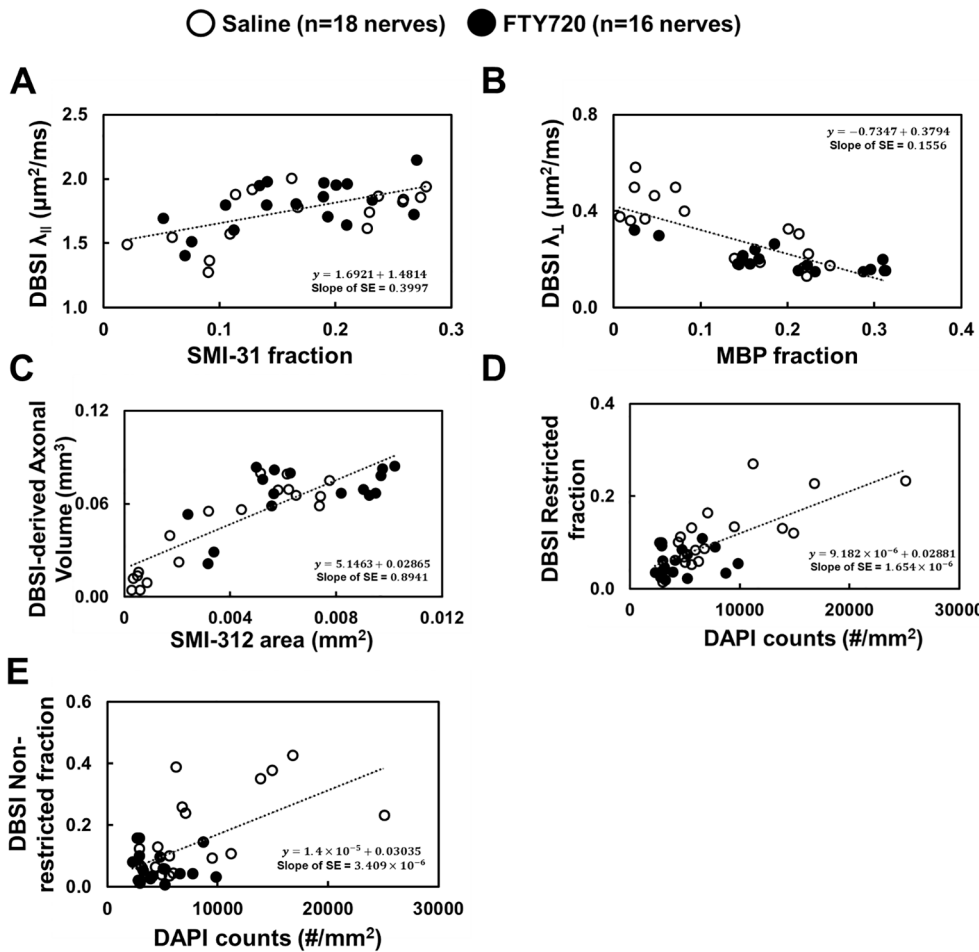 Saline (n=18 nerves) FTY720 (n=16 nerves)
A
DBSI λ|| (μm²/ms)
2.5
2.0
1.5
1.0
y = 1.6921 + 1.4814
Slope of SE = 0.3997
0 0.1 0.2 0.3
SMI-31 fraction
B
DBSI λ⊥ (μm²/ms)
0.8
0.4
0.0
y = −0.7347 + 0.3794
Slope of SE = 0.1556
0 0.1 0.2 0.3 0.4
MBP fraction
C
DBSI-derived Axonal
Volume (mm³)
0.12
0.06
0.00
y = 5.1463 + 0.02865
Slope of SE = 0.8941
0 0.004 0.008 0.012
SMI-312 area (mm²)
D
DBSI Restricted
fraction
0.4
0.2
0.0
y = 9.182 × 10⁻⁶ + 0.02881
Slope of SE = 1.654 × 10⁻⁶
0 10000 20000 30000
DAPI counts (#/mm²)
E
DBSI Non-
restricted fraction
0.6
0.4
0.2
0.0
y = 1.4 × 10⁻⁵ + 0.03035
Slope of SE = 3.409 × 10⁻⁶
0 10000 20000 30000
DAPI counts (#/mm²)